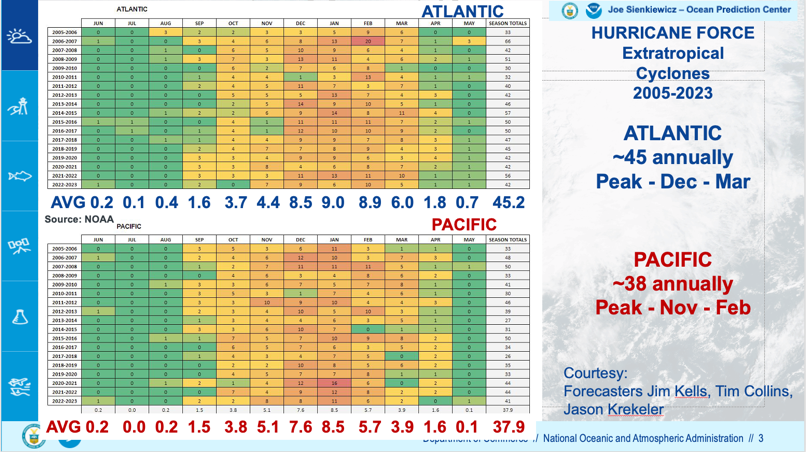 ATLANTIC
ATLANTIC
JUN JUL AUG SEP OCT NOV DEC JAN FEB MAR APR MAY SEASON TOTALS
2005-2006 0 0 3 2 2 3 3 5 9 6 0 0 33
2006-2007 1 0 0 3 4 6 8 13 20 7 1 3 66
2007-2008 0 0 1 0 6 5 10 9 6 4 1 0 42
2008-2009 0 0 1 3 7 3 13 11 4 6 2 1 51
2009-2010 0 0 0 2 2 4 7 6 8 1 0 0 30
2010-2011 0 0 0 1 4 4 1 3 13 4 1 1 32
2011-2012 0 0 0 2 4 5 11 7 3 7 1 0 40
2012-2013 0 0 0 0 5 5 5 13 7 4 3 0 42
2013-2014 0 0 0 0 2 5 14 9 10 5 1 0 46
2014-2015 0 0 1 2 2 6 9 14 8 11 4 0 57
2015-2016 1 1 0 0 4 1 11 11 11 7 2 1 50
2016-2017 0 1 0 1 4 1 12 10 10 9 2 0 50
2017-2018 0 0 1 1 4 4 9 9 7 8 3 1 47
2018-2019 0 0 0 2 4 7 7 8 9 4 3 1 45
2019-2020 0 0 0 3 3 4 9 9 6 3 4 1 42
2020-2021 0 0 0 3 3 8 4 6 8 7 2 1 42
2021-2022 0 0 0 3 3 3 13 11 11 10 1 1 56
2022-2023 1 0 0 2 0 7 9 6 10 5 1 1 42
AVG 0.2 0.1 0.4 1.6 3.7 4.4 8.5 9.0 8.9 6.0 1.8 0.7 45.2
Source: NOAA
PACIFIC
PACIFIC
JUN JUL AUG SEP OCT NOV DEC JAN FEB MAR APR MAY SEASON TOTALS
2005-2006 0 0 0 3 5 3 6 11 3 1 1 0 33
2006-2007 1 0 0 2 4 6 12 10 3 7 3 0 48
2007-2008 0 0 0 1 2 7 11 11 11 5 1 1 50
2008-2009 0 0 0 0 4 6 3 4 8 6 2 0 33
2009-2010 0 0 1 3 3 6 7 5 7 8 1 0 41
2010-2011 0 0 0 3 5 3 1 7 4 6 1 0 30
2011-2012 0 0 0 3 3 10 9 10 4 4 3 0 46
2012-2013 1 0 0 2 3 4 10 5 10 3 1 0 39
2013-2014 0 0 0 1 3 4 4 6 3 5 1 0 27
2014-2015 0 0 0 3 3 6 10 7 0 1 1 0 31
2015-2016 0 0 1 1 7 5 7 10 9 8 2 0 50
2016-2017 0 0 0 0 6 5 7 6 3 5 2 0 34
2017-2018 0 0 0 1 4 3 4 7 5 0 2 0 26
2018-2019 0 0 0 0 2 2 10 8 5 6 2 0 35
2019-2020 0 0 0 0 4 5 7 7 8 1 1 0 33
2020-2021 0 0 1 2 1 4 12 16 6 0 2 0 44
2021-2022 0 0 0 0 7 4 9 12 8 2 2 0 44
2022-2023 1 0 0 2 2 8 8 11 6 2 0 1 41
0.2 0.0 0.2 1.5 3.8 5.1 7.6 8.5 5.7 3.9 1.6 0.1 37.9
AVG 0.2 0.0 0.2 1.5 3.8 5.1 7.6 8.5 5.7 3.9 1.6 0.1 37.9
Joe Sienkiewicz – Ocean Prediction Center
HURRICANE FORCE
Extratropical
Cyclones
2005-2023
ATLANTIC
~45 annually
Peak - Dec - Mar
PACIFIC
~38 annually
Peak - Nov - Feb
Courtesy:
Forecasters Jim Kells, Tim Collins,
Jason Krekeler
Department of Commerce // National Oceanic and Atmospheric Administration // 3